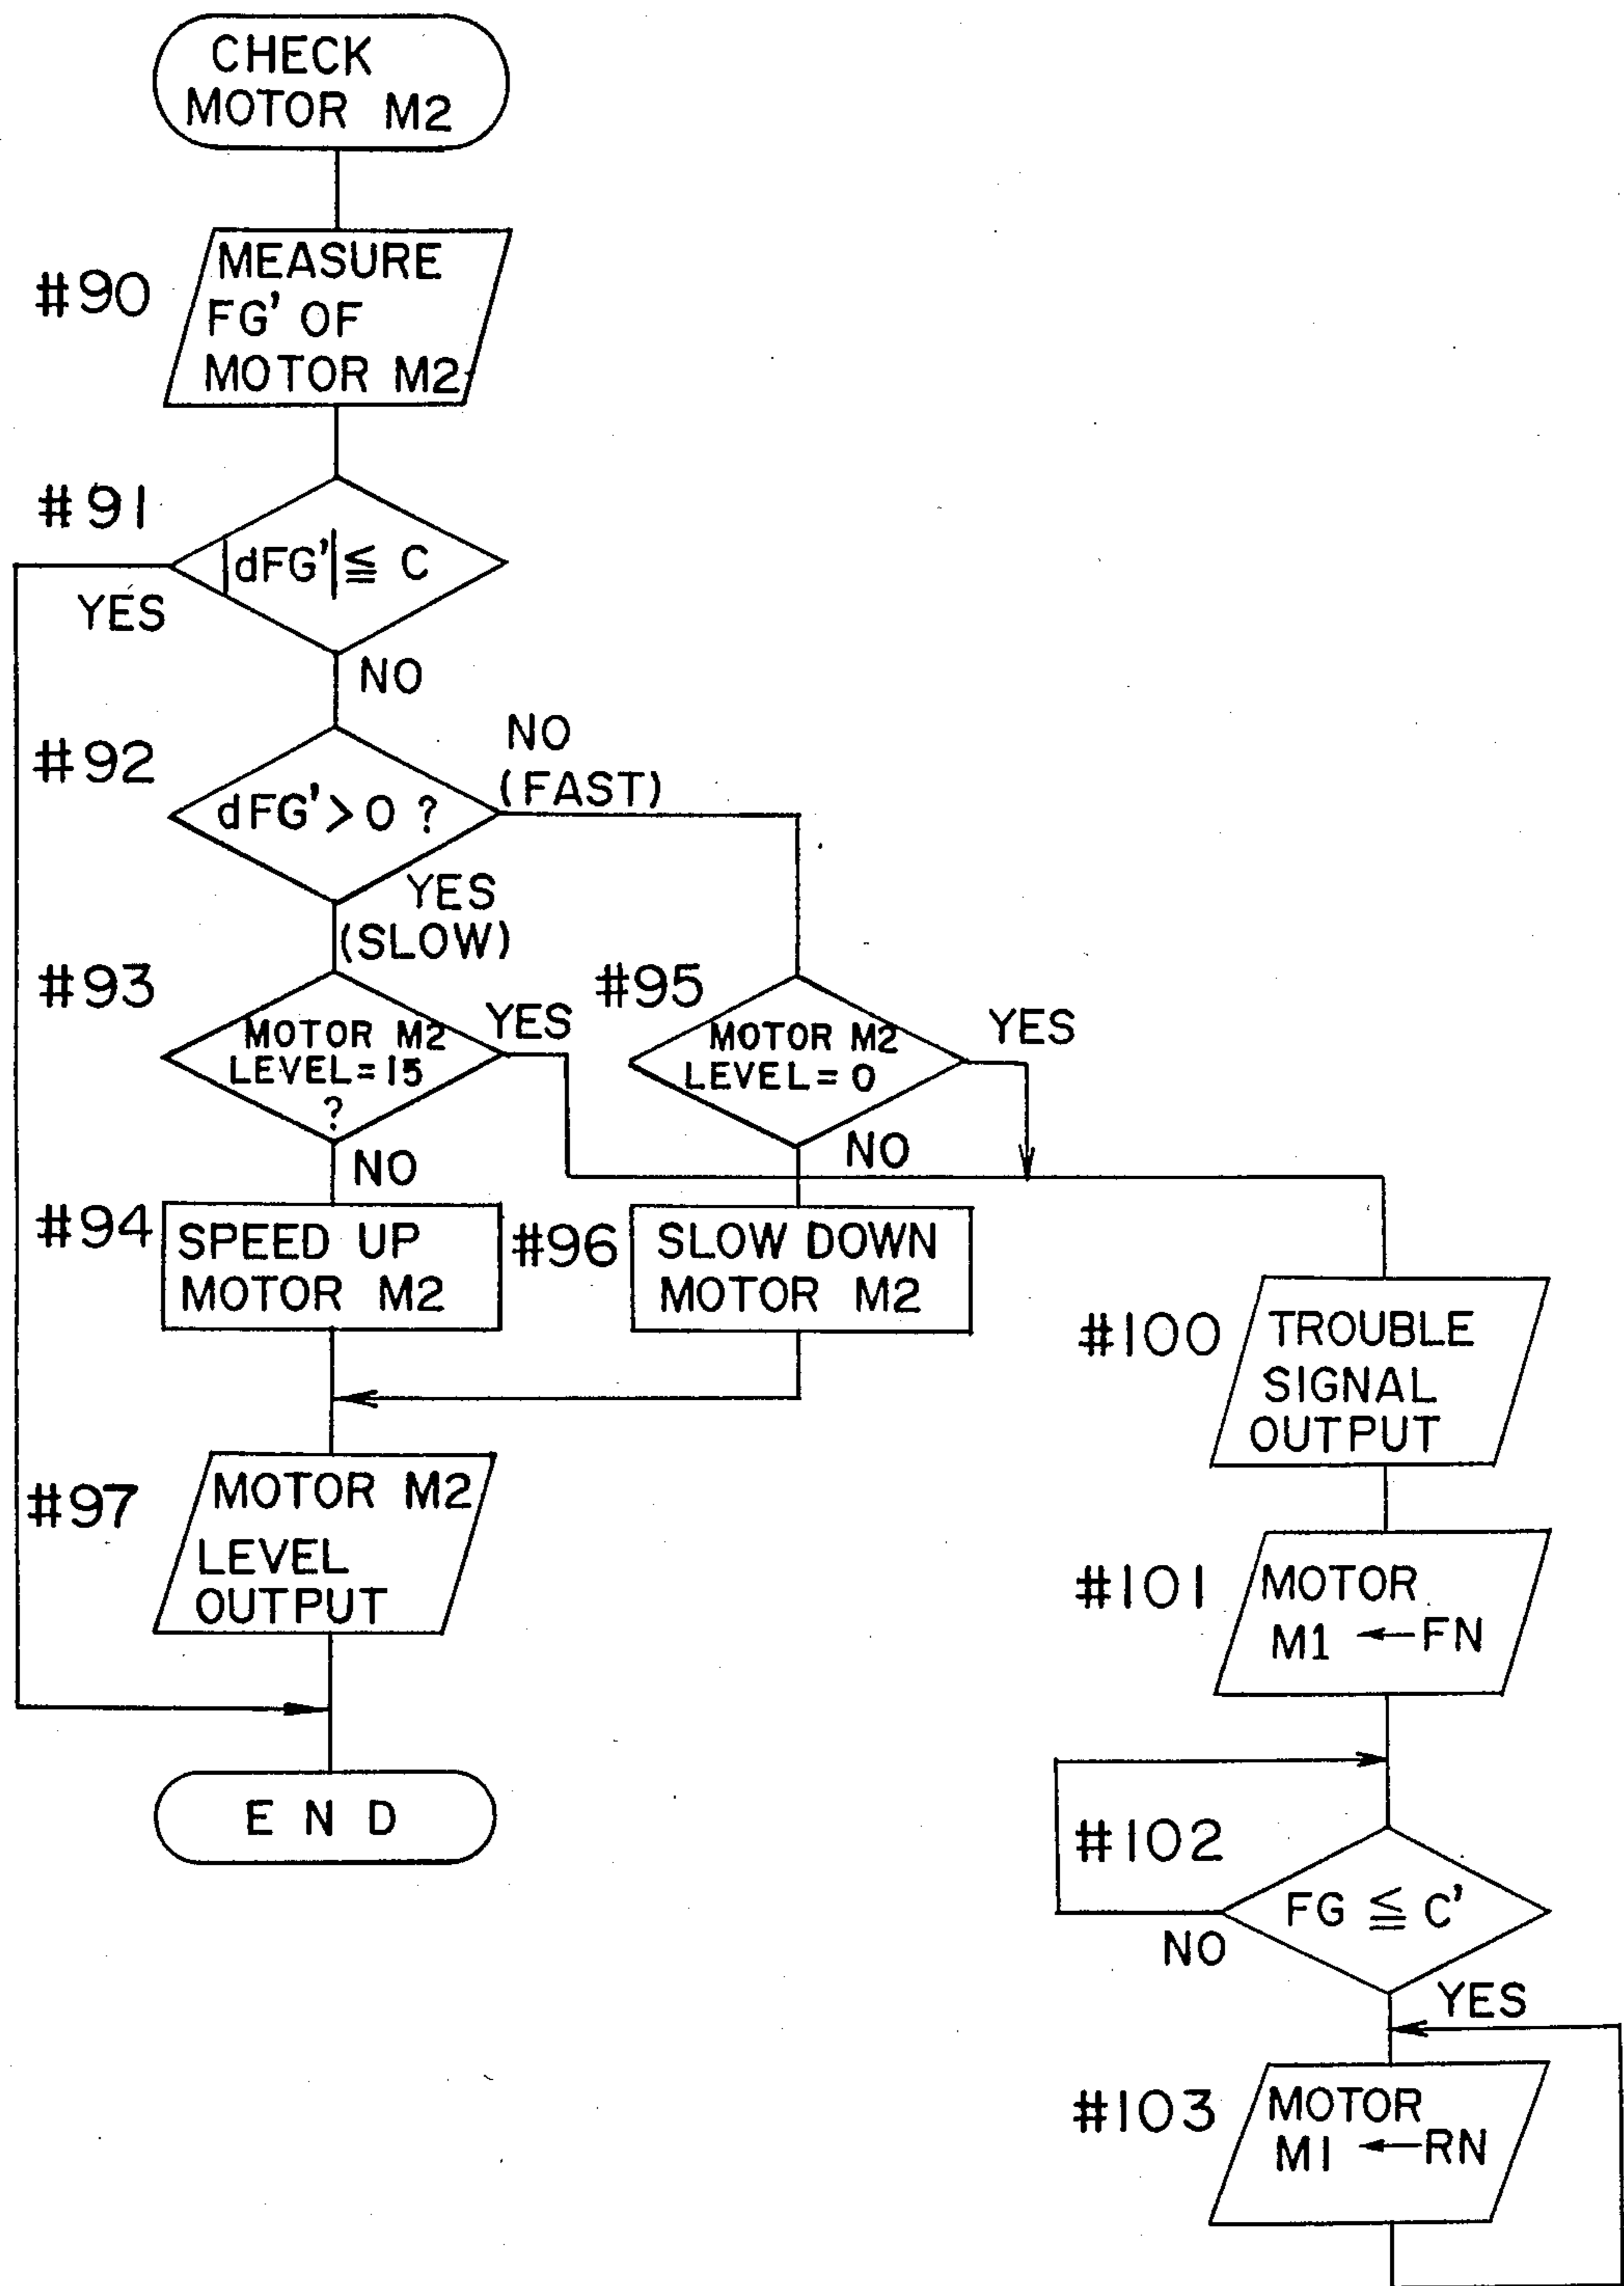 CHECK
MOTOR M2
#90
MEASURE
FG' OF
MOTOR M2
#91
|dFG'| ≦ C
YES
NO
#92
dFG' > 0 ?
NO
(FAST)
YES
(SLOW)
#93
MOTOR M2
LEVEL=15
?
YES
NO
#95
MOTOR M2
LEVEL=0
YES
NO
#94
SPEED UP
MOTOR M2
#96
SLOW DOWN
MOTOR M2
#97
MOTOR M2
LEVEL
OUTPUT
END
#100
TROUBLE
SIGNAL
OUTPUT
#101
MOTOR
M1 ←FN
#102
FG ≦ C'
NO
YES
#103
MOTOR
M1 ←RN